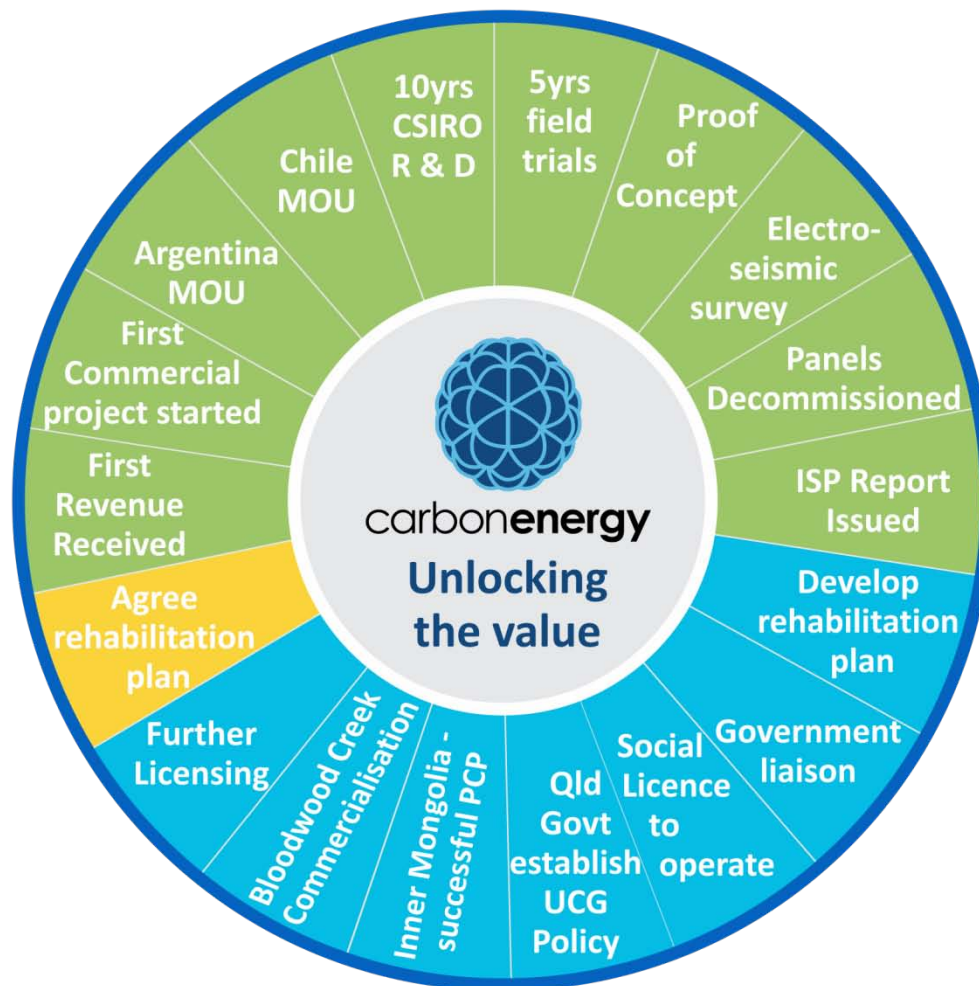 10yrs
CSIRO
R & D
5yrs
field
trials
Proof
of
Concept
Electro-
seismic
survey
Panels
Decommissioned
ISP Report
Issued
Develop
rehabilitation
plan
Government
liaison
Social
Licence
to
operate
Qld
Govt
establish
UCG
Policy
Inner Mongolia -
successful PCP
Bloodwood Creek
Commercialisation
Further
Licensing
Agree
rehabilitation
plan
First
Revenue
Received
First
Commercial
project started
Argentina
MOU
Chile
MOU
carbonenergy
Unlocking
the value